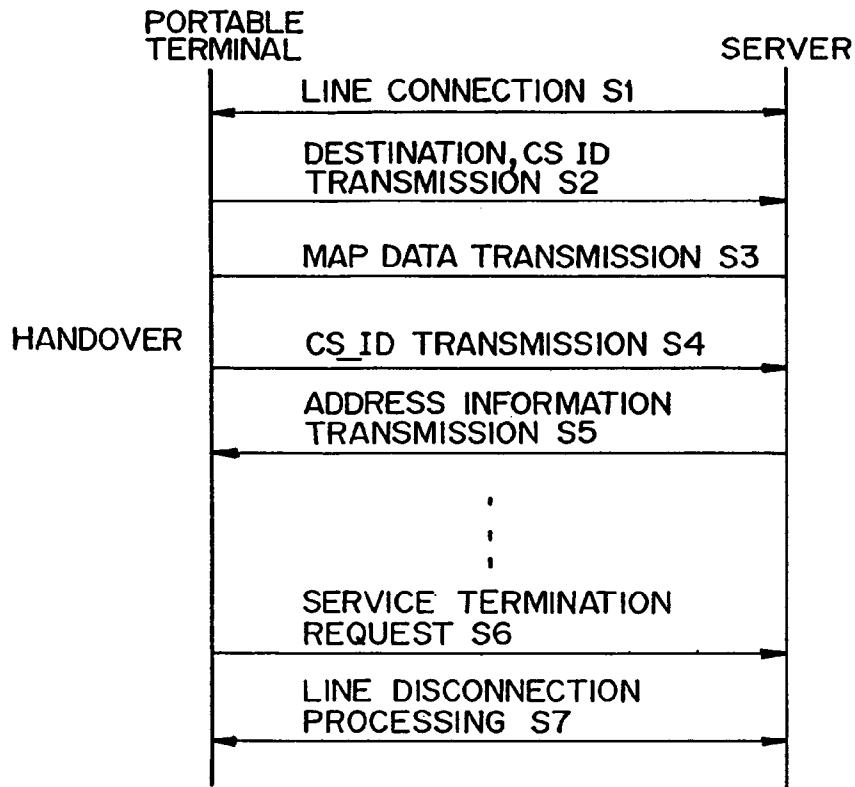 PORTABLE
TERMINAL
SERVER
LINE CONNECTION S1
DESTINATION,CS ID
TRANSMISSION S2
MAP DATA TRANSMISSION S3
HANDOVER
CS_ID TRANSMISSION S4
ADDRESS INFORMATION
TRANSMISSION S5
SERVICE TERMINATION
REQUEST S6
LINE DISCONNECTION
PROCESSING S7